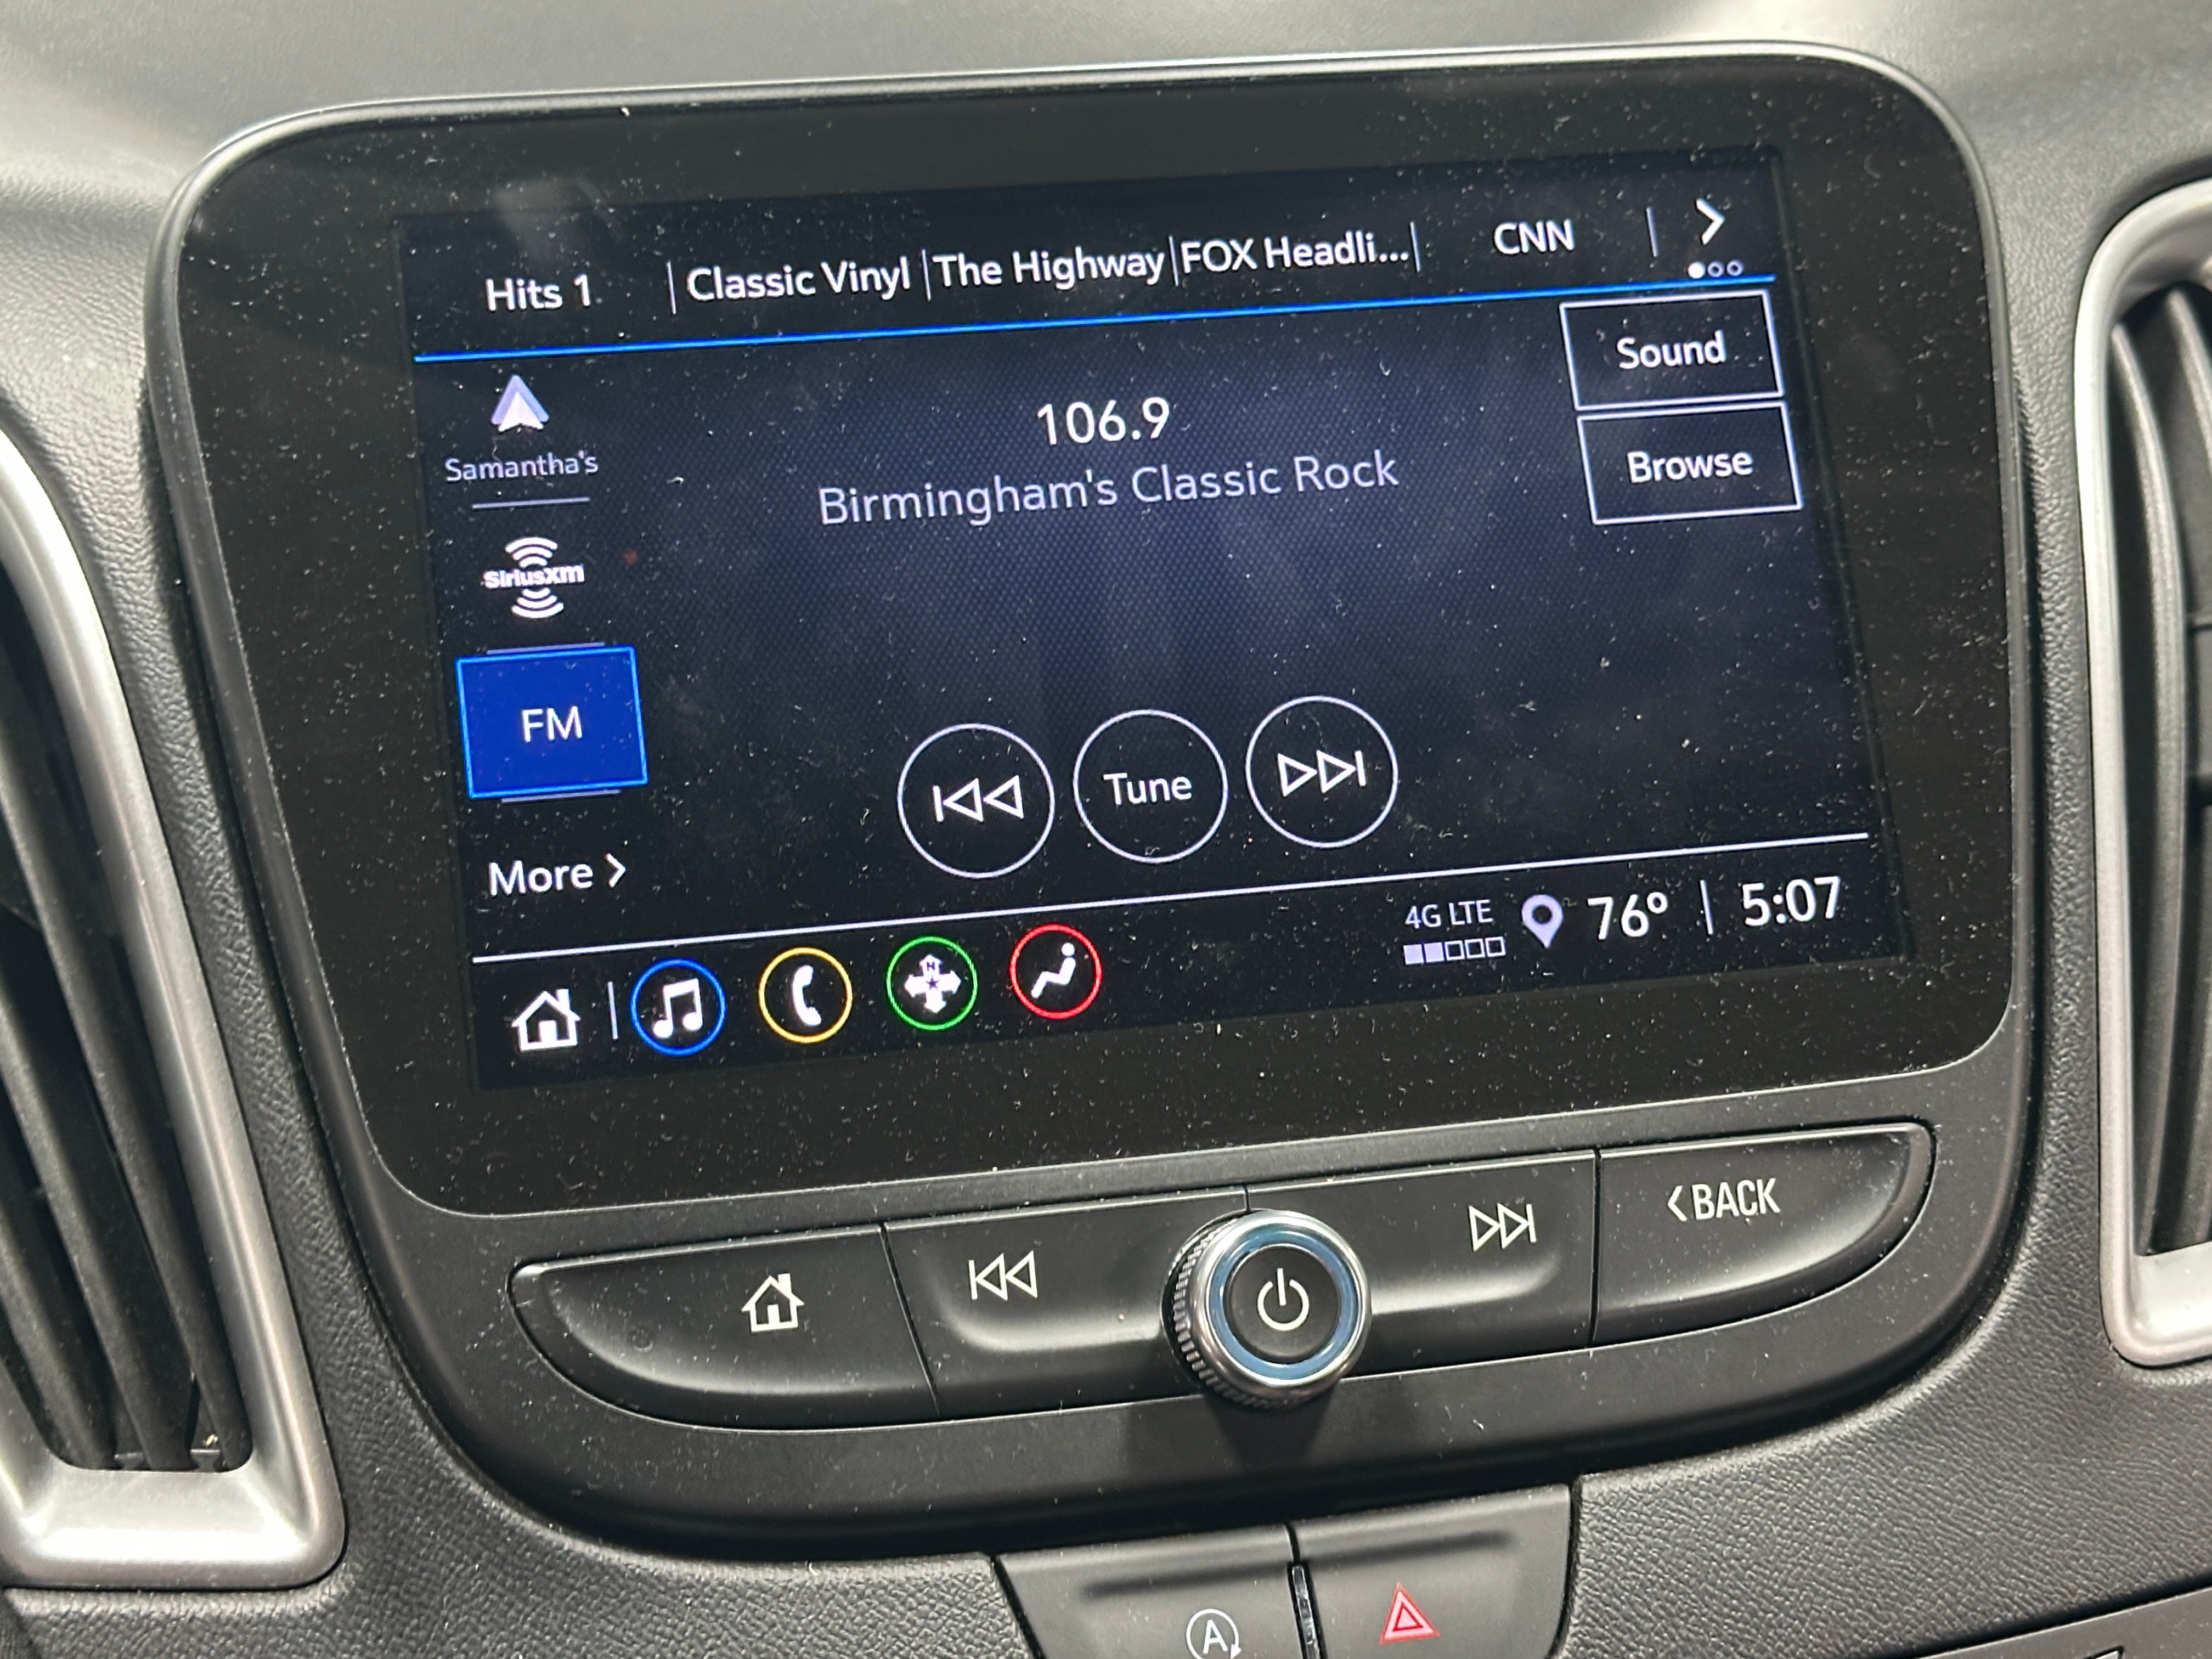 Hits 1 Classic Vinyl The Highway FOX Headli... CNN
Sound
106.9
Samantha's
Birmingham's Classic Rock
Browse
SiriusXm
FM
Tune
More
4G LTE 76° 5:07
N
BACK
A